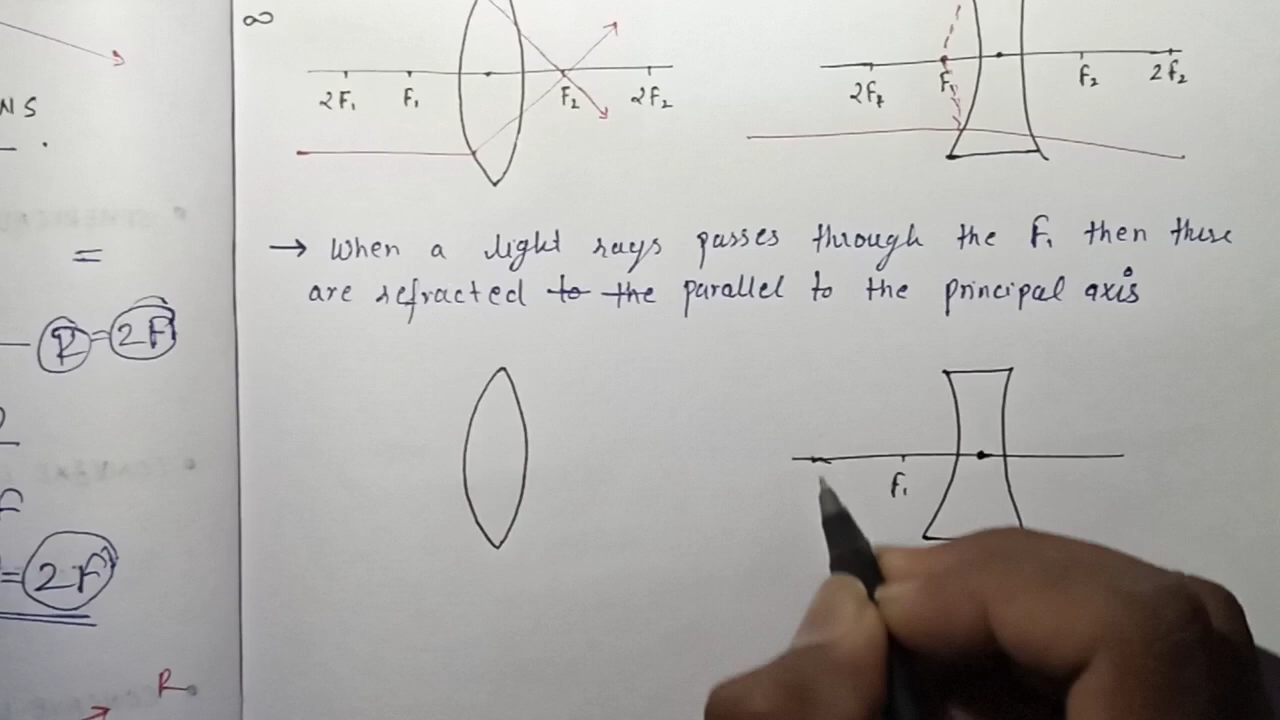 ∞
2F₁ F₁ F₂ 2F₂
2F₁ F₁ F₂ 2F₂
NS
→ When a light rays passes through the F₁ then there
are refracted to the parallel to the principal axis
=
R = 2F
F₁
= 2F
R